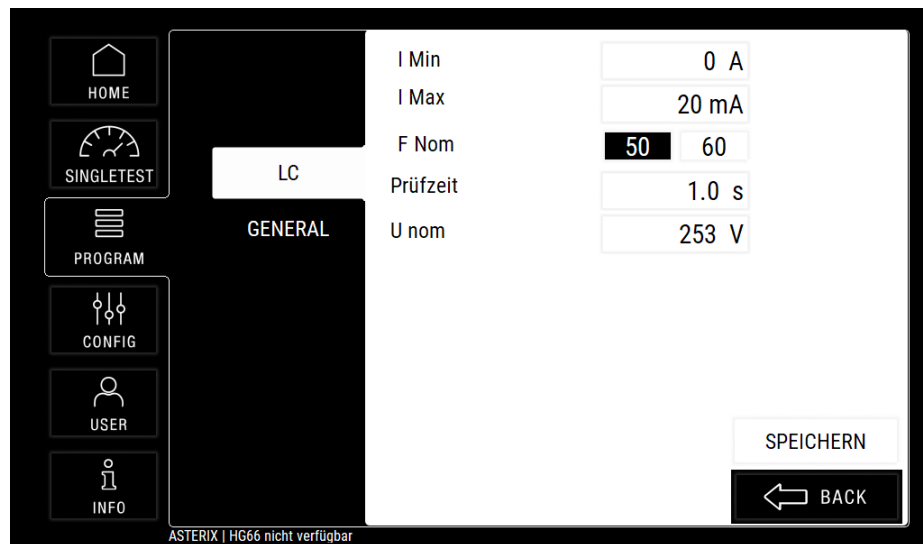 HOME
SINGLETEST
PROGRAM
CONFIG
USER
INFO
LC
GENERAL
I Min 0 A
I Max 20 mA
F Nom 50 60
Prüfzeit 1.0 s
U nom 253 V
SPEICHERN
BACK
ASTERIX | HG66 nicht verfügbar